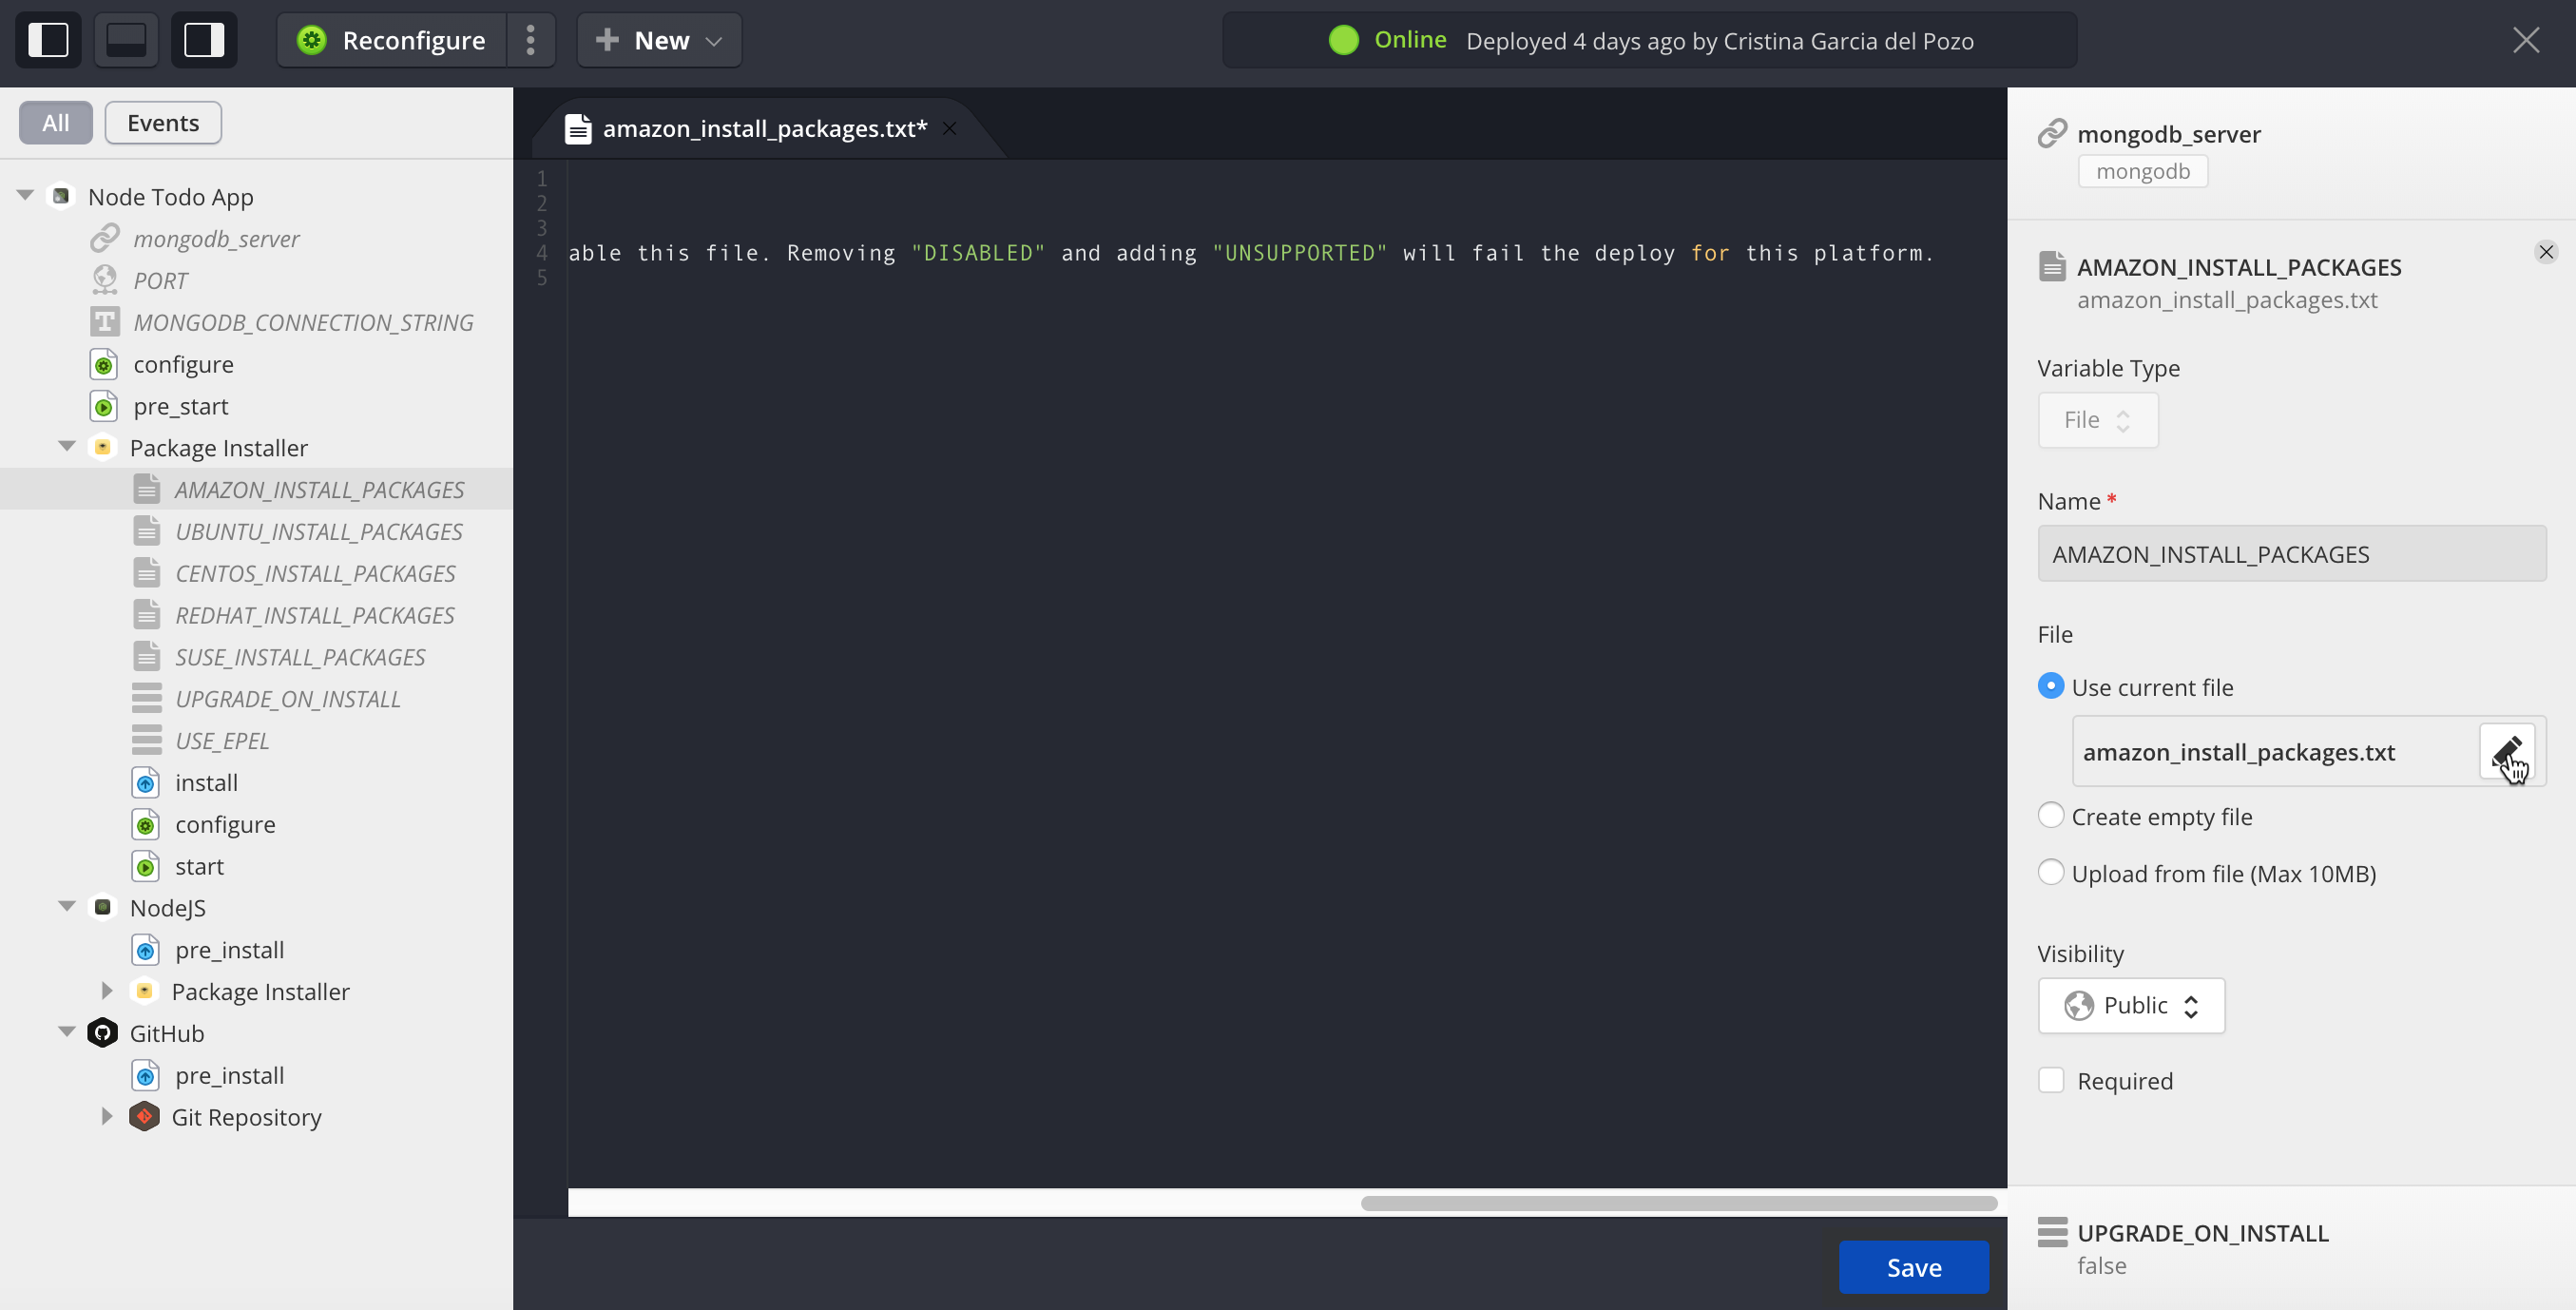 Reconfigure
New
Online Deployed 4 days ago by Cristina Garcia del Pozo
All
Events
Node Todo App
mongodb_server
PORT
MONGODB_CONNECTION_STRING
configure
pre_start
Package Installer
AMAZON_INSTALL_PACKAGES
UBUNTU_INSTALL_PACKAGES
CENTOS_INSTALL_PACKAGES
REDHAT_INSTALL_PACKAGES
SUSE_INSTALL_PACKAGES
UPGRADE_ON_INSTALL
USE_EPEL
install
configure
start
NodeJS
pre_install
Package Installer
GitHub
pre_install
Git Repository
amazon_install_packages.txt*
1
2
3
4 able this file. Removing "DISABLED" and adding "UNSUPPORTED" will fail the deploy for this platform.
5
Save
mongodb_server
mongodb
AMAZON_INSTALL_PACKAGES
amazon_install_packages.txt
Variable Type
File
Name *
AMAZON_INSTALL_PACKAGES
File
Use current file
amazon_install_packages.txt
Create empty file
Upload from file (Max 10MB)
Visibility
Public
Required
UPGRADE_ON_INSTALL
false